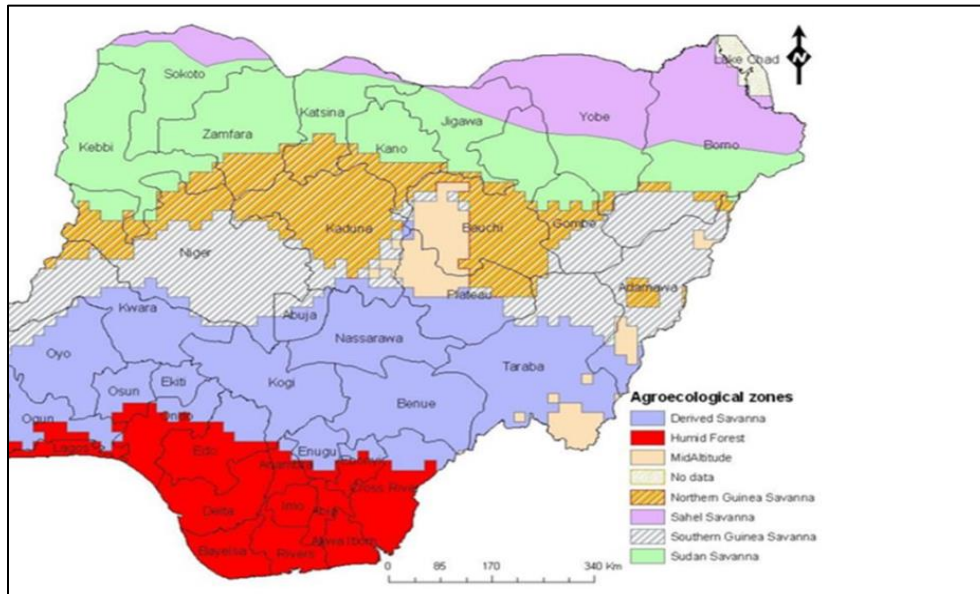 N
Lake Chad
Sokoto
Katsina
Jigawa
Yobe
Zamfara
Kebbi
Kano
Borno
Kaduna
Bauchi
Gombe
Niger
Adamawa
Plateau
Kwara
Abuja
Nassarawa
Oyo
Taraba
Osun
Ekiti
Kogi
Benue
Ogun
Ondo
Lagos
Edo
Enugu
Anambra
Cross River
Delta
Imo
Abia
Akwa Ibom
Bayelsa
Rivers
Agroecological zones
Derived Savanna
Humid Forest
MidAltitude
No data
Northern Guinea Savanna
Sahel Savanna
Southern Guinea Savanna
Sudan Savanna
0 85 170 340 Km